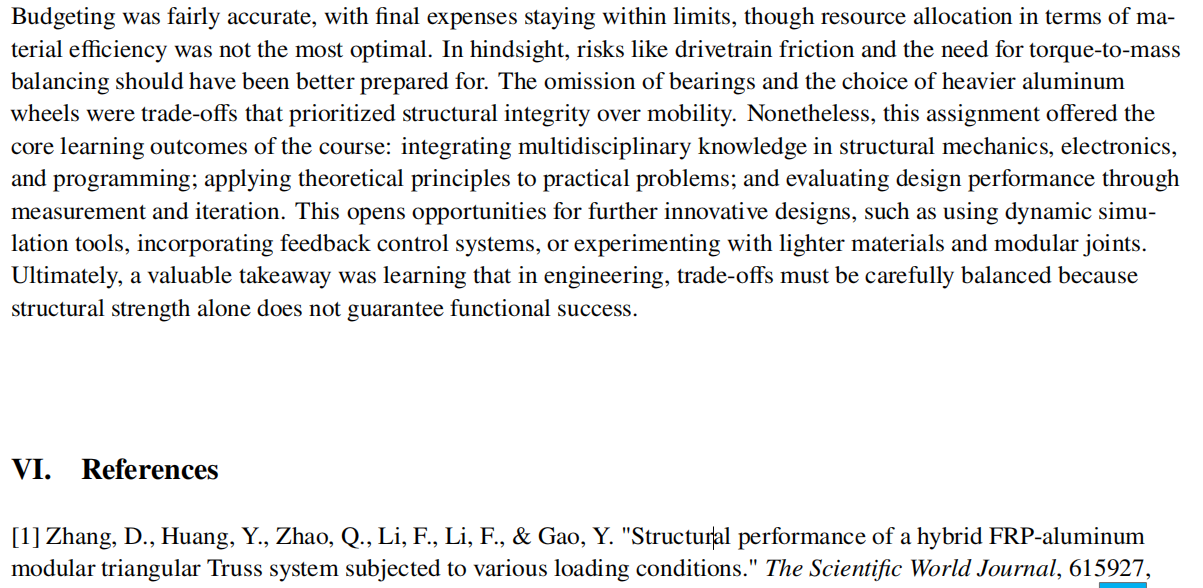 Budgeting was fairly accurate, with final expenses staying within limits, though resource allocation in terms of ma-
terial efficiency was not the most optimal. In hindsight, risks like drivetrain friction and the need for torque-to-mass
balancing should have been better prepared for. The omission of bearings and the choice of heavier aluminum
wheels were trade-offs that prioritized structural integrity over mobility. Nonetheless, this assignment offered the
core learning outcomes of the course: integrating multidisciplinary knowledge in structural mechanics, electronics,
and programming; applying theoretical principles to practical problems; and evaluating design performance through
measurement and iteration. This opens opportunities for further innovative designs, such as using dynamic simu-
lation tools, incorporating feedback control systems, or experimenting with lighter materials and modular joints.
Ultimately, a valuable takeaway was learning that in engineering, trade-offs must be carefully balanced because
structural strength alone does not guarantee functional success.
VI. References
[1] Zhang, D., Huang, Y., Zhao, Q., Li, F., Li, F., & Gao, Y. "Structural performance of a hybrid FRP-aluminum
modular triangular Truss system subjected to various loading conditions." The Scientific World Journal, 615927,